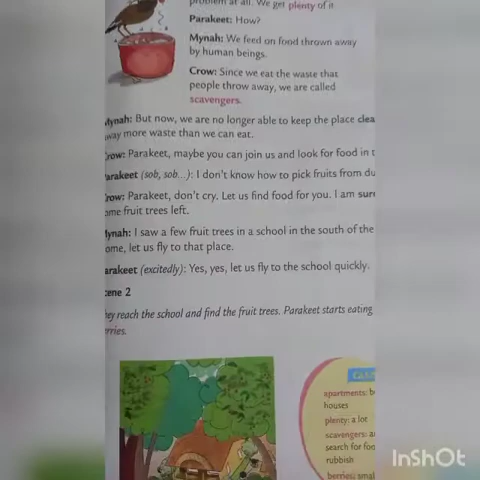 problem at all. We get plenty of it
Parakeet: How?
Mynah: We feed on food thrown away
by human beings.
Crow: Since we eat the waste that
people throw away, we are called
scavengers.
Mynah: But now, we are no longer able to keep the place clea
away more waste than we can eat.
Crow: Parakeet, maybe you can join us and look for food in t
Parakeet (sob, sob...): I don't know how to pick fruits from du
Crow: Parakeet, don't cry. Let us find food for you. I am sure
some fruit trees left.
Mynah: I saw a few fruit trees in a school in the south of the
ome, let us fly to that place.
Parakeet (excitedly): Yes, yes, let us fly to the school quickly.
Scene 2
They reach the school and find the fruit trees. Parakeet starts eating
erries.
apartments: b
houses
plenty: a lot
scavengers: a
search for foo
rubbish
berries: smal
InShOt